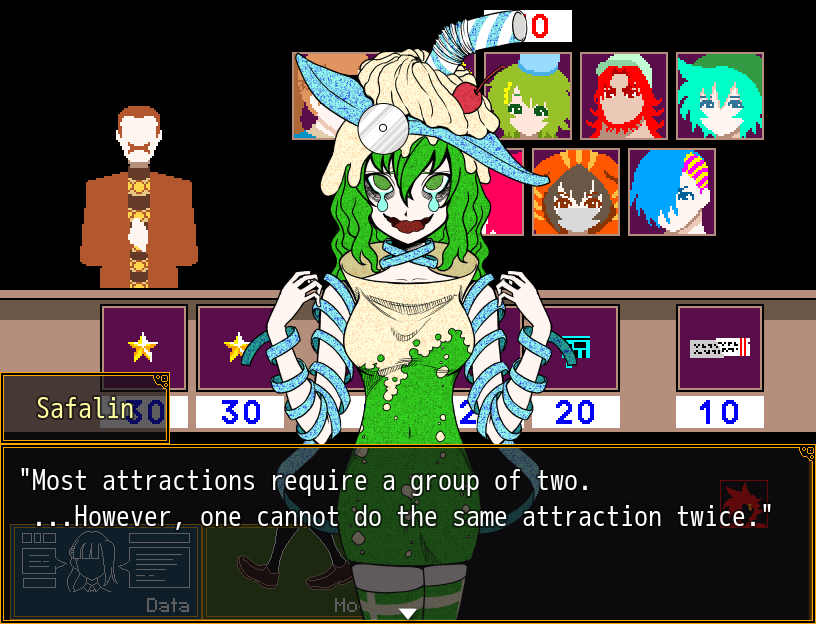 0
30
30
20
10
Safalin
"Most attractions require a group of two.
...However, one cannot do the same attraction twice."
Data